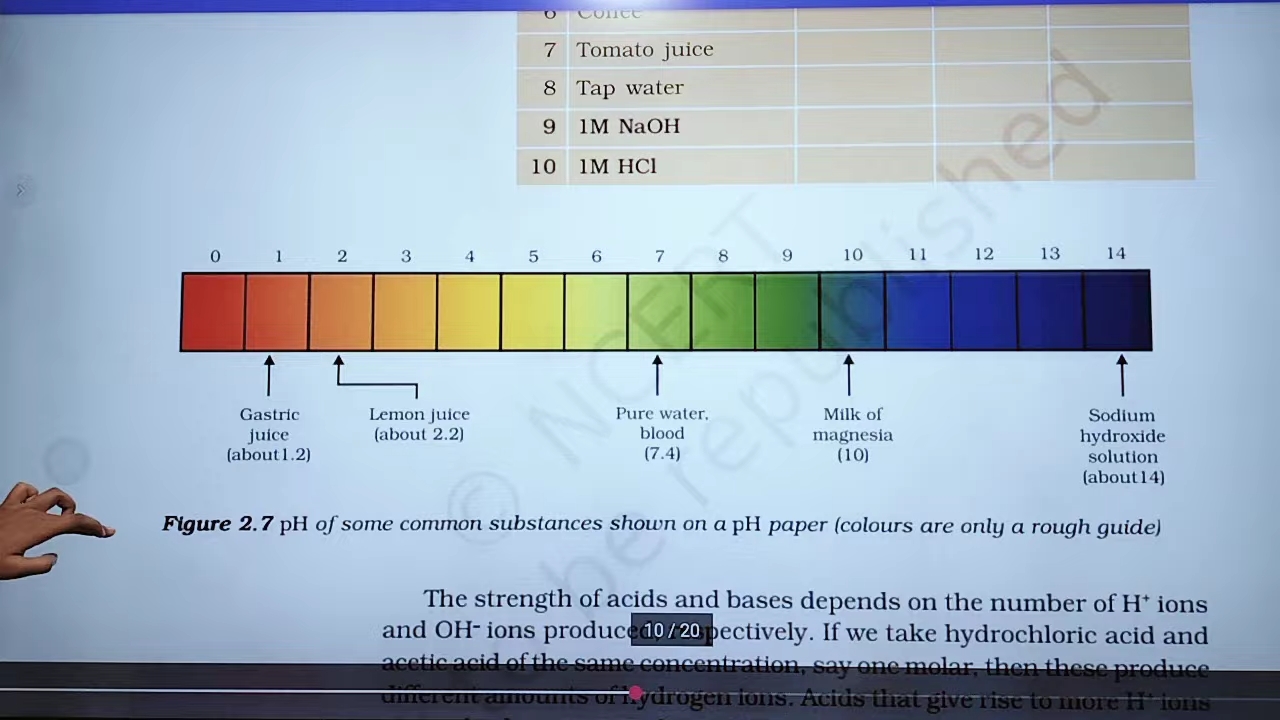 6 Coffee
7 Tomato juice
8 Tap water
9 1M NaOH
10 1M HCl
0 1 2 3 4 5 6 7 8 9 10 11 12 13 14
Gastric
juice
(about1.2)
Lemon juice
(about 2.2)
Pure water,
blood
(7.4)
Milk of
magnesia
(10)
Sodium
hydroxide
solution
(about14)
© NCERT
be republished
Figure 2.7 pH of some common substances shown on a pH paper (colours are only a rough guide)
The strength of acids and bases depends on the number of H⁺ ions
and OH⁻ ions produced, respectively. If we take hydrochloric acid and
10 / 20
acetic acid of the same concentration, say one molar, then these produce
different amounts of hydrogen ions. Acids that give rise to more H⁺ ions